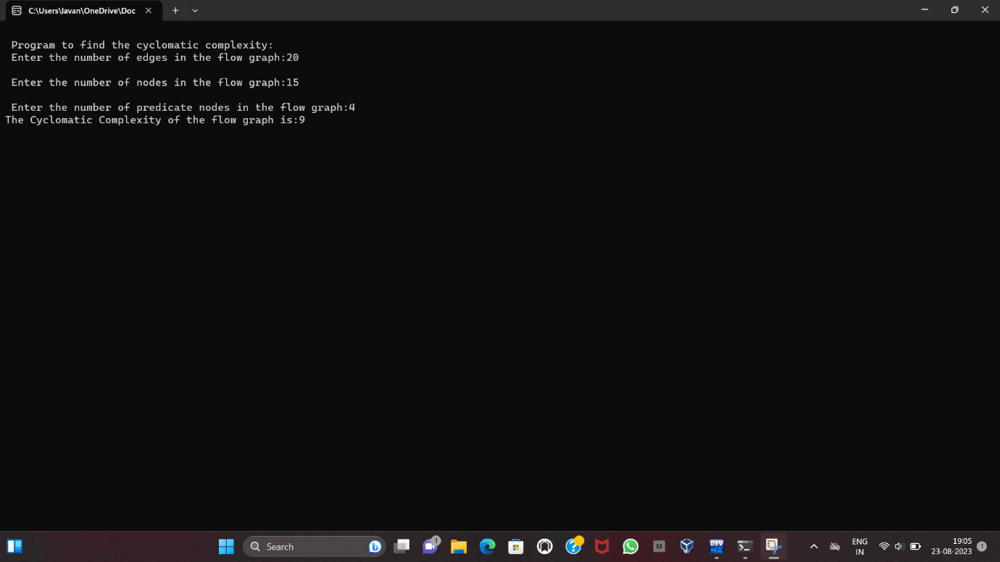 C:\Users\lavan\OneDrive\Doc
Program to find the cyclomatic complexity:
Enter the number of edges in the flow graph:20
Enter the number of nodes in the flow graph:15
Enter the number of predicate nodes in the flow graph:4
The Cyclomatic Complexity of the flow graph is:9
Search
1
M
DEV
ENG
IN
19:05
23-08-2023
1